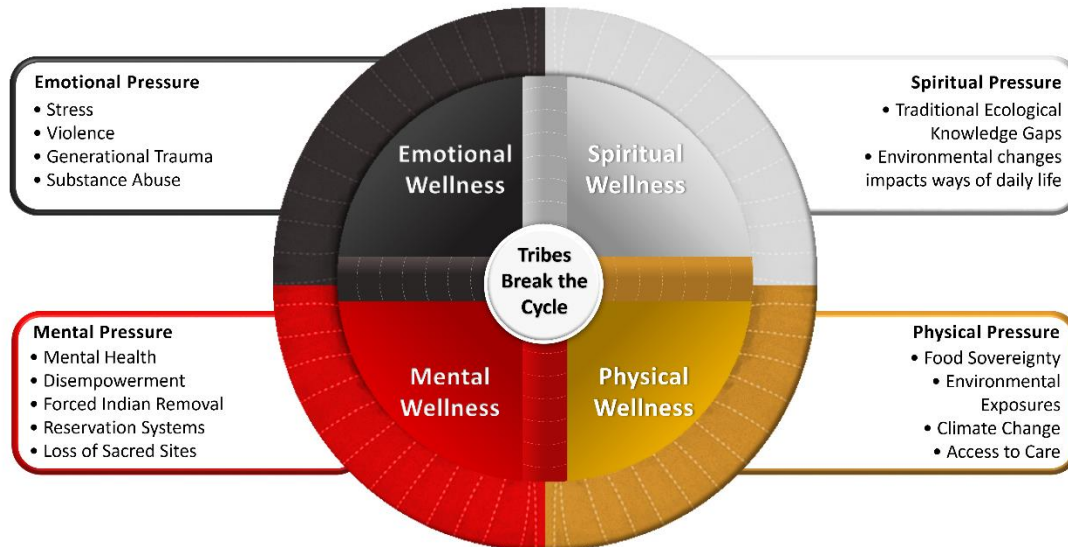 Emotional Pressure
• Stress
• Violence
• Generational Trauma
• Substance Abuse
Spiritual Pressure
• Traditional Ecological
Knowledge Gaps
• Environmental changes
impacts ways of daily life
Emotional
Wellness
Spiritual
Wellness
Tribes
Break the
Cycle
Mental
Wellness
Physical
Wellness
Mental Pressure
• Mental Health
• Disempowerment
• Forced Indian Removal
• Reservation Systems
• Loss of Sacred Sites
Physical Pressure
• Food Sovereignty
• Environmental
Exposures
• Climate Change
• Access to Care